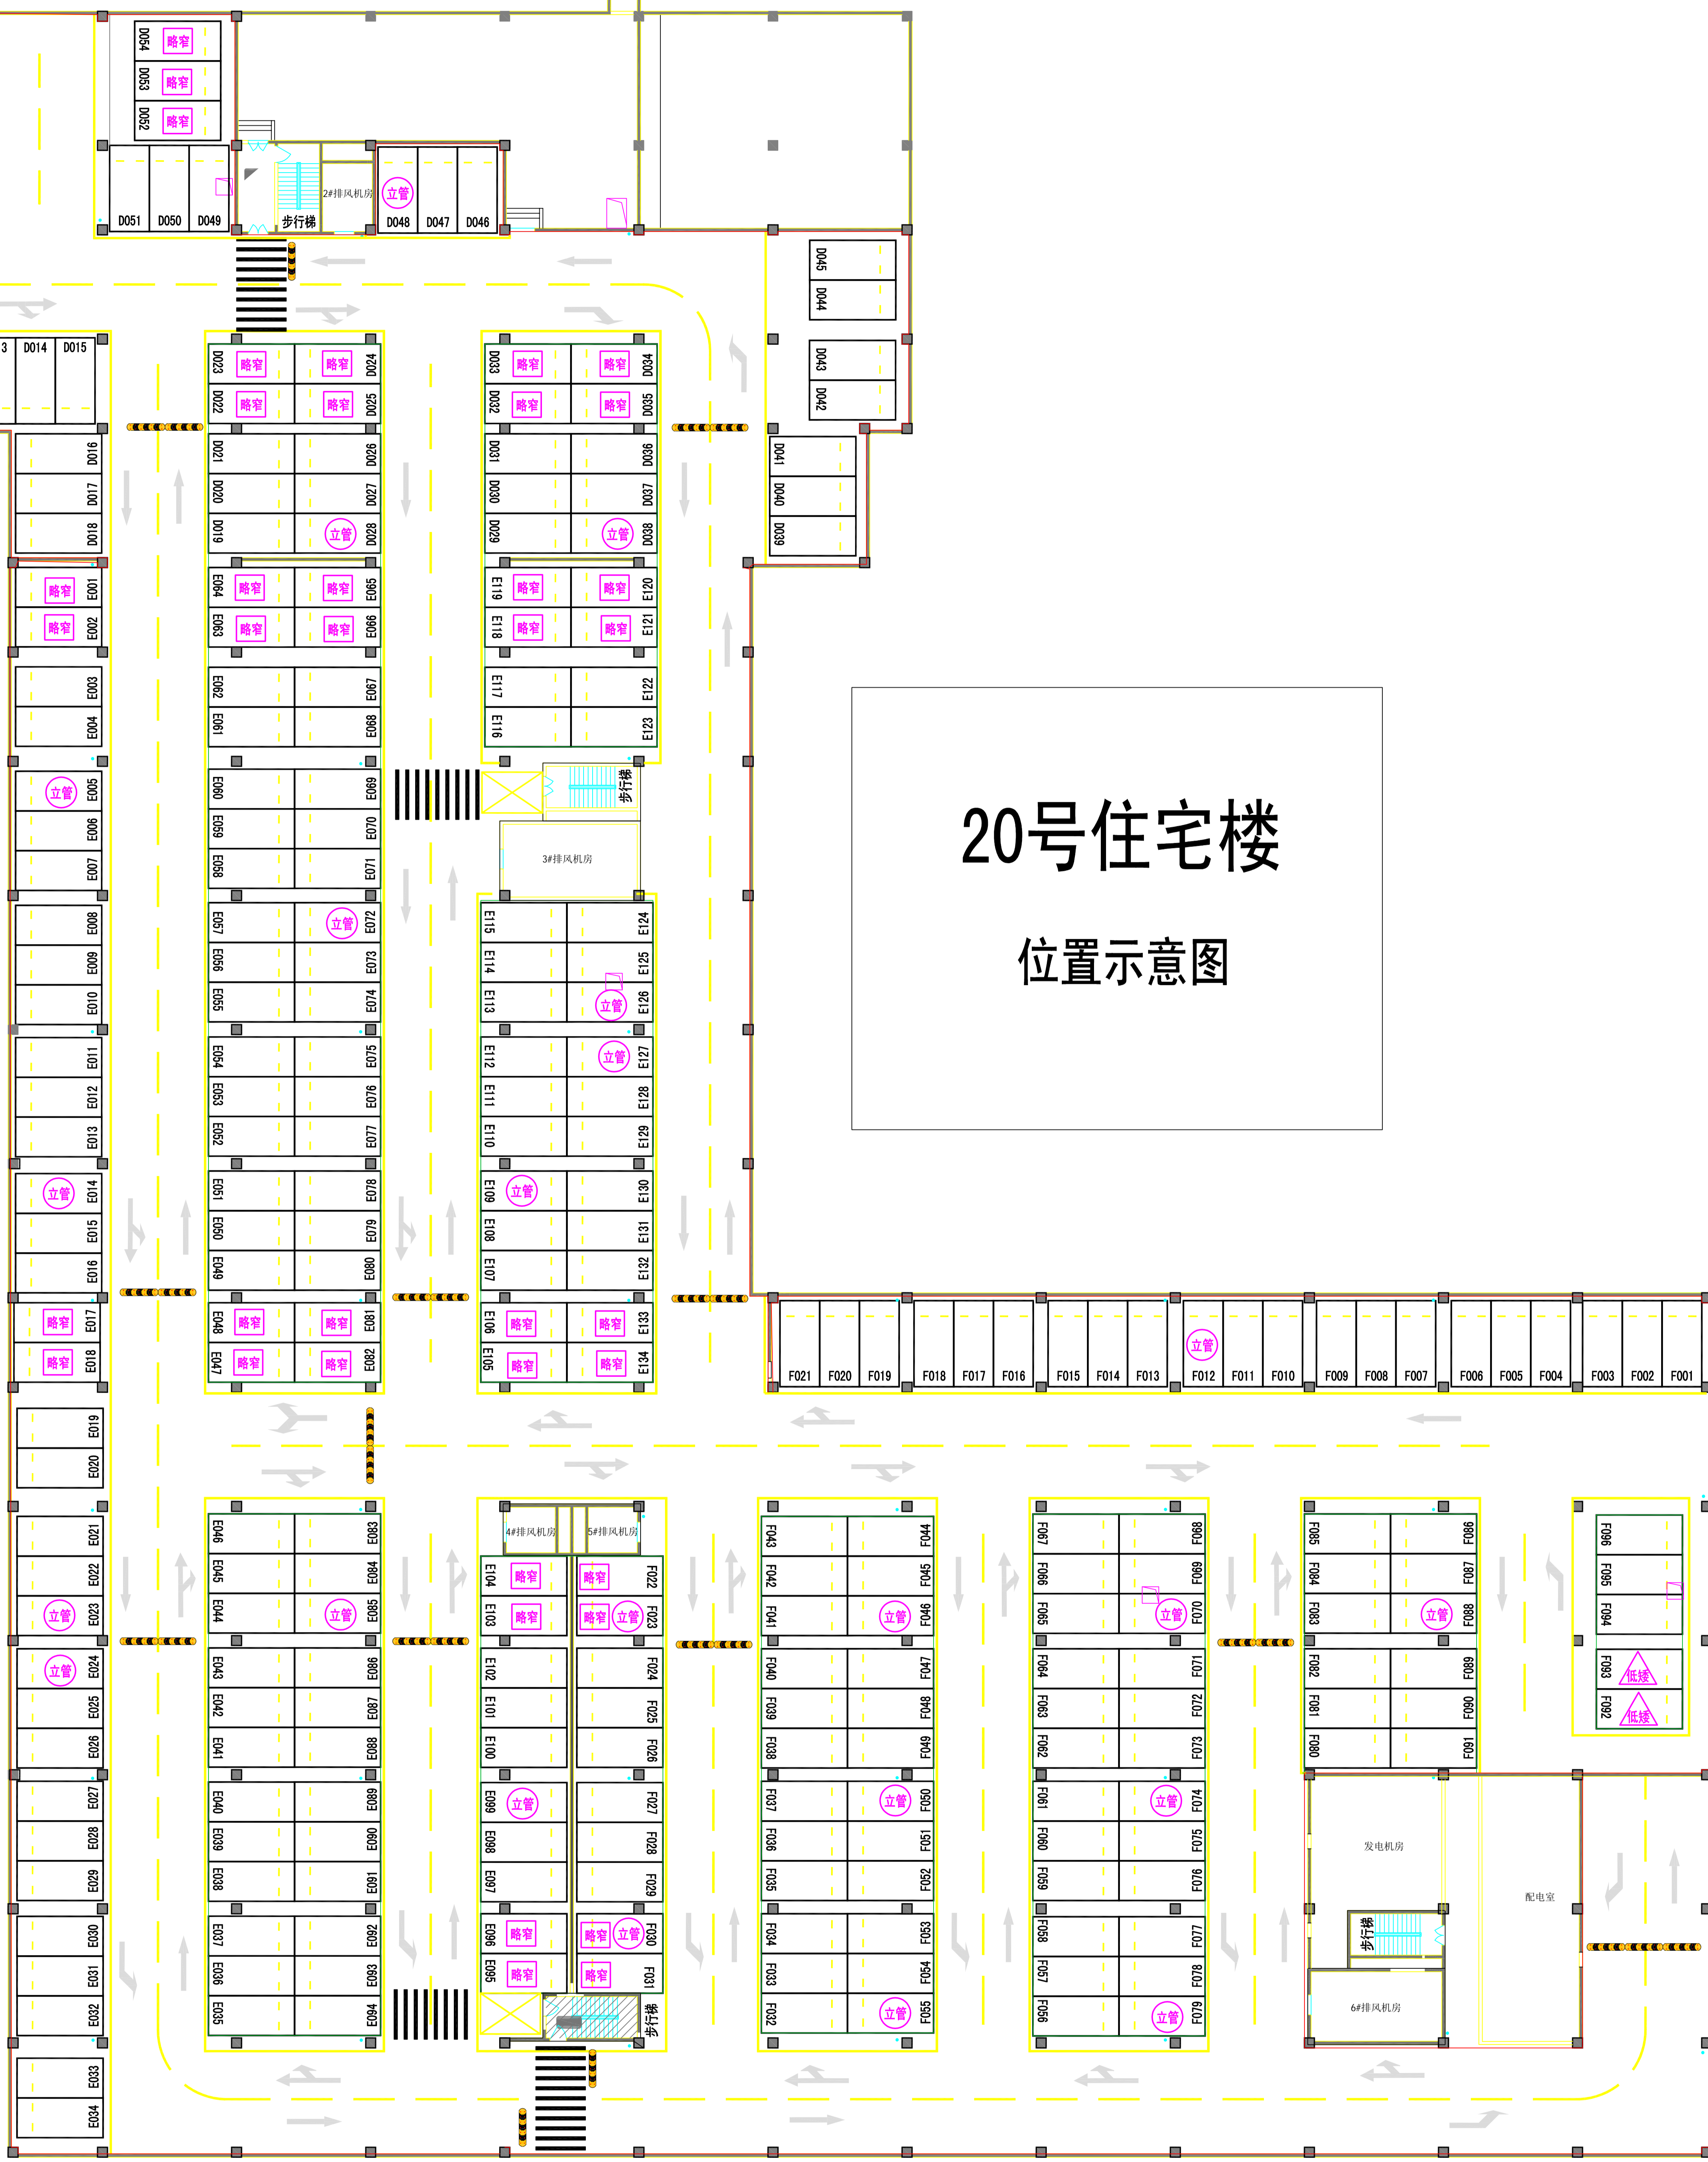 D054 略窄
D053 略窄
D052 略窄
D051 D050 D049
步行梯
2#排风机房
立管
D048 D047 D046
D045
D044
D043
D042
D041
D040
D039
3 D014 D015
D016
D017
D018
D023 略窄 略窄 D024
D022 略窄 略窄 D025
D021 D026
D020 D027
D019 立管 D028
D033 略窄 略窄 D034
D032 略窄 略窄 D035
D031 D036
D030 D037
D029 立管 D038
略窄 E001
略窄 E002
E003
E004
立管 E005
E006
E007
E008
E009
E010
E011
E012
E013
立管 E014
E015
E016
略窄 E017
略窄 E018
E019
E020
E021
E022
立管 E023
立管 E024
E025
E026
E027
E028
E029
E030
E031
E032
E033
E034
E064 略窄 略窄 E065
E063 略窄 略窄 E066
E062 E067
E061 E068
E060 E069
E059 E070
E058 E071
E057 立管 E072
E056 E073
E055 E074
E054 E075
E053 E076
E052 E077
E051 E078
E050 E079
E049 E080
E048 略窄 略窄 E081
E047 略窄 略窄 E082
E119 略窄 略窄 E120
E118 略窄 略窄 E121
E117 E122
E116 E123
步行梯
3#排风机房
E115 E124
E114 E125
E113 立管 E126
E112 立管 E127
E111 E128
E110 E129
E109 立管 E130
E108 E131
E107 E132
E106 略窄 略窄 E133
E105 略窄 略窄 E134
20号住宅楼
位置示意图
立管
F021 F020 F019 F018 F017 F016 F015 F014 F013 F012 F011 F010 F009 F008 F007 F006 F005 F004 F003 F002 F001
E046 E083
E045 E084
E044 立管 E085
E043 E086
E042 E087
E041 E088
E040 E089
E039 E090
E038 E091
E037 E092
E036 E093
E035 E094
4#排风机房 5#排风机房
E104 略窄 略窄 F022
E103 略窄 略窄 立管 F023
E102 F024
E101 F025
E100 F026
E099 立管 F027
E098 F028
E097 F029
E096 略窄 略窄 立管 F030
E095 略窄 略窄 F031
步行梯
F043 F044
F042 F045
F041 立管 F046
F040 F047
F039 F048
F038 F049
F037 立管 F050
F036 F051
F035 F052
F034 F053
F033 F054
F032 立管 F055
F067 F068
F066 F069
F065 立管 F070
F064 F071
F063 F072
F062 F073
F061 立管 F074
F060 F075
F059 F076
F058 F077
F057 F078
F056 立管 F079
F085 F086
F084 F087
F083 立管 F088
F082 F089
F081 F090
F080 F091
F096
F095
F094
F093 低矮
F092 低矮
发电机房
配电室
步行梯
6#排风机房